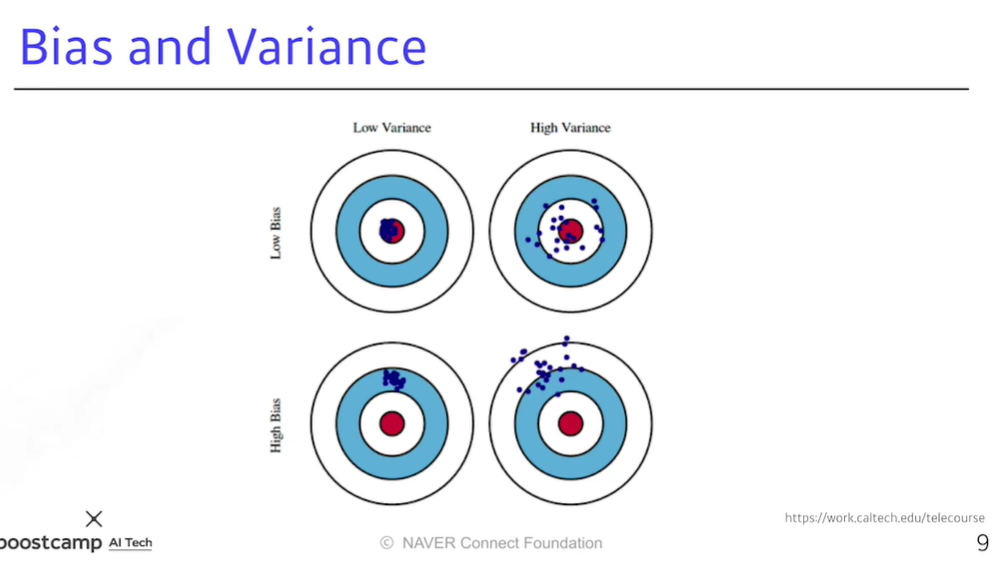 Bias and Variance
Low Variance
High Variance
Low Bias
High Bias
https://work.caltech.edu/telecourse
boostcamp AI Tech
© NAVER Connect Foundation
9